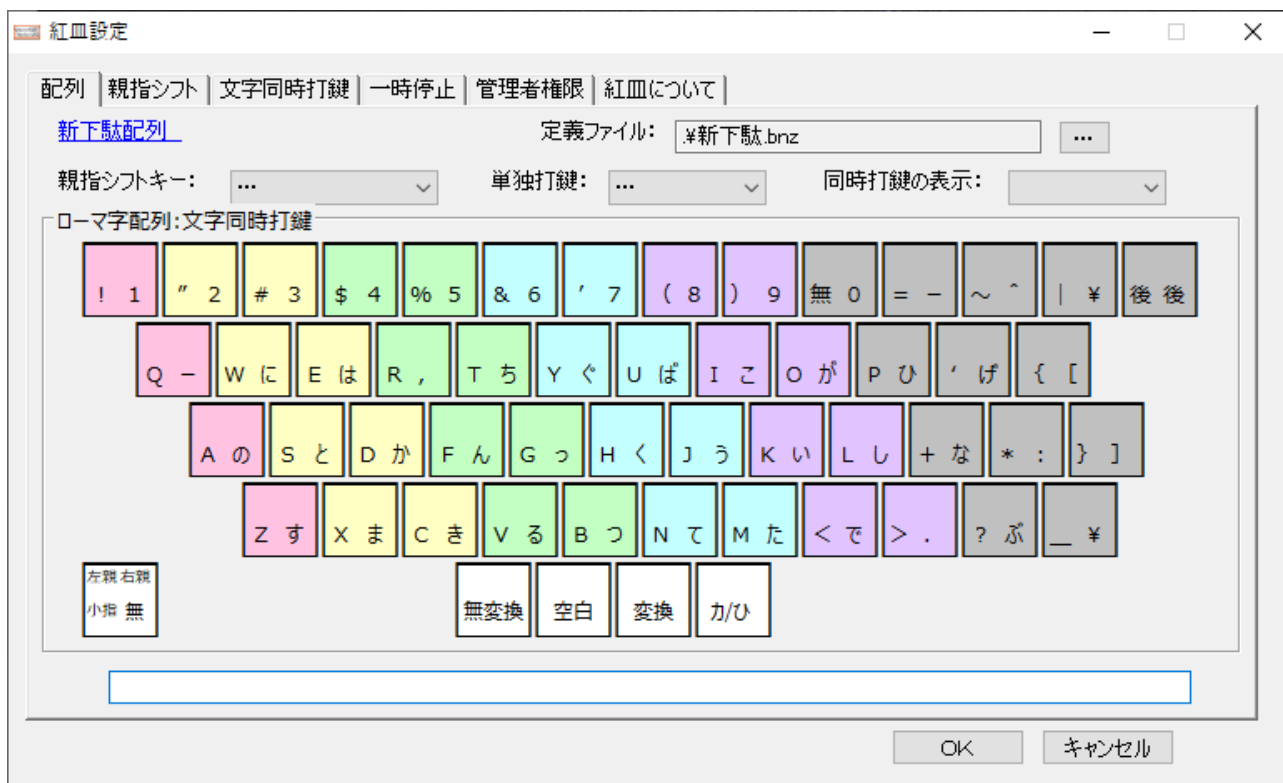 紅皿設定
配列 親指シフト 文字同時打鍵 一時停止 管理者権限 紅皿について
新下駄配列 定義ファイル: .¥新下駄.bnz ...
親指シフトキー: ... 単独打鍵: ... 同時打鍵の表示:
ローマ字配列:文字同時打鍵
! 1 ” 2 # 3 $ 4 % 5 & 6 ’ 7 ( 8 ) 9 無 0 = - ～ ＾ | ¥ 後 後
Q - W に E は R , T ち Y ぐ U ば I こ O が P ひ ‘ げ { [
A の S と D か F ん G っ H く J う K い L し + な * : } ]
Z す X ま C き V る B つ N て M た < で > . ? ぶ _ ¥
左親 右親
小指 無 無変換 空白 変換 カ/ひ
OK キャンセル